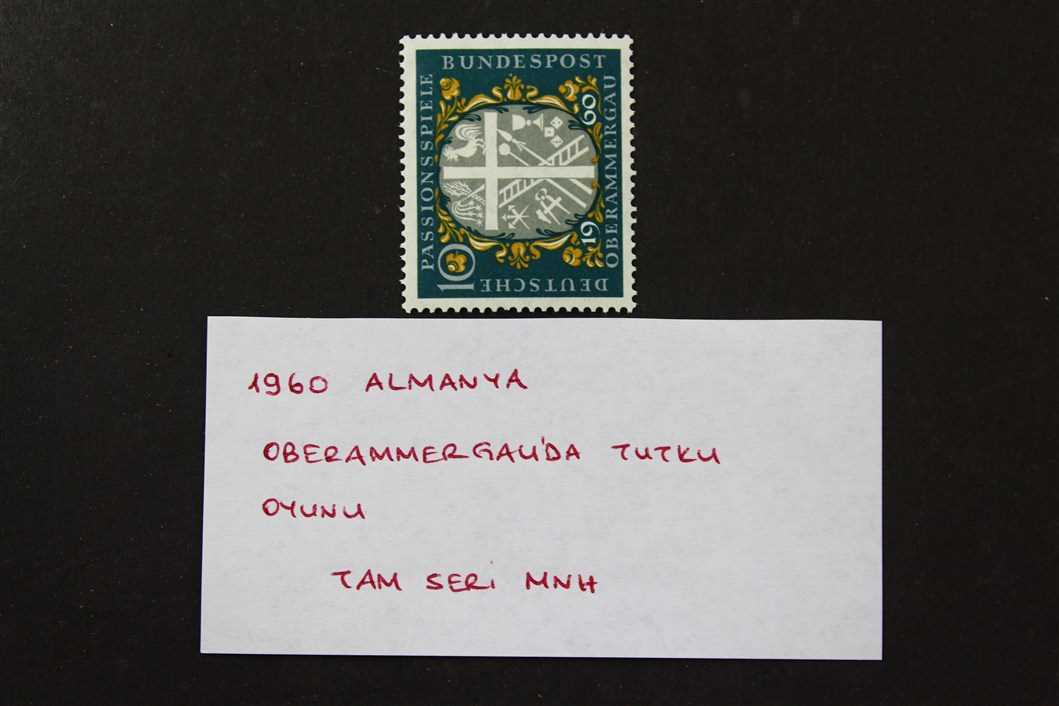 BUNDESPOST
PASSIONSSPIELE
OBERAMMERGAU
1960
10
DEUTSCHE
1960 ALMANYA
OBERAMMERGAU'DA TUTKU
OYUNU
TAM SERİ MNH